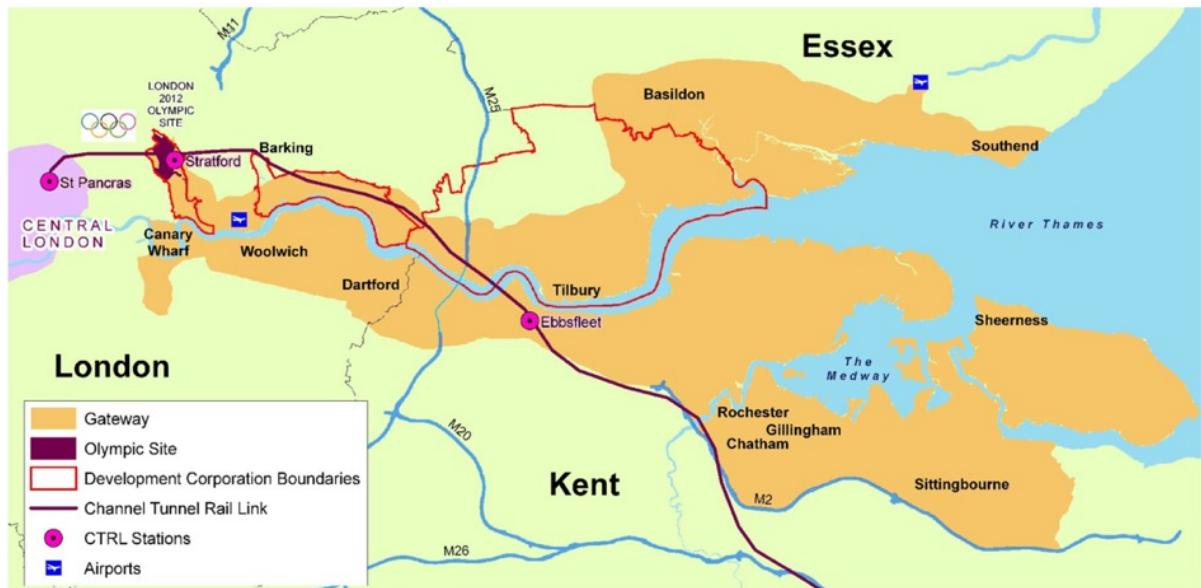 Essex
M11
LONDON
2012
OLYMPIC
SITE
M25
Basildon
Barking
Southend
Stratford
St Pancras
CENTRAL
LONDON
River Thames
Canary
Wharf
Woolwich
Dartford
Tilbury
Ebbsfleet
Sheerness
The
Medway
London
Rochester
Gillingham
Chatham
M20
Kent
M2
Sittingbourne
M26
Gateway
Olympic Site
Development Corporation Boundaries
Channel Tunnel Rail Link
CTRL Stations
Airports